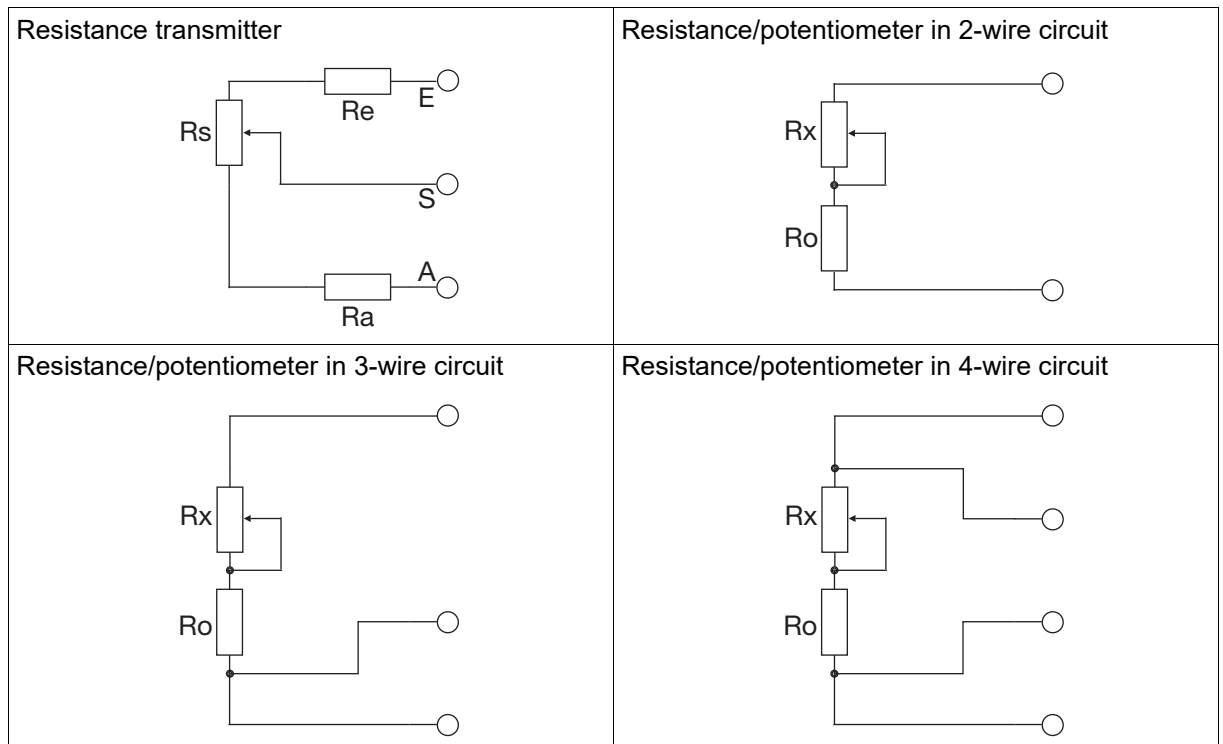 Resistance transmitter
E
Re
Rs
S
A
Ra
Resistance/potentiometer in 2-wire circuit
Rx
Ro
Resistance/potentiometer in 3-wire circuit
Rx
Ro
Resistance/potentiometer in 4-wire circuit
Rx
Ro